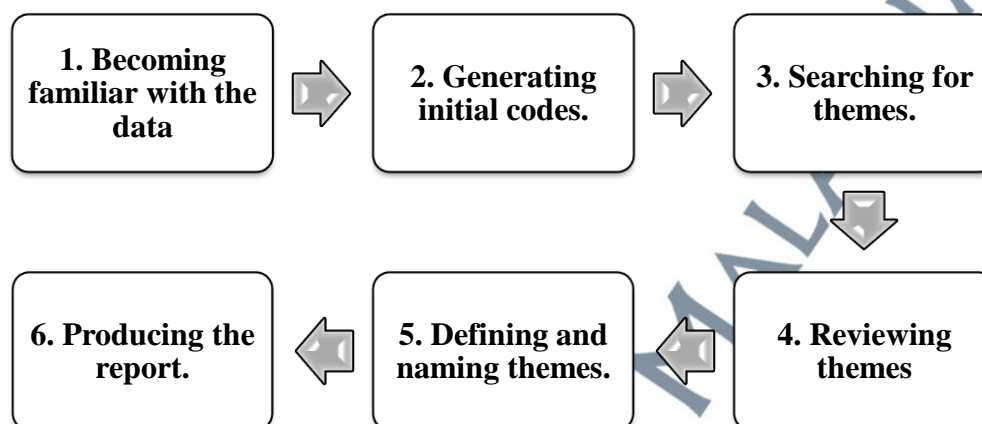 1. Becoming
familiar with the
data
2. Generating
initial codes.
3. Searching for
themes.
4. Reviewing
themes
5. Defining and
naming themes.
6. Producing the
report.